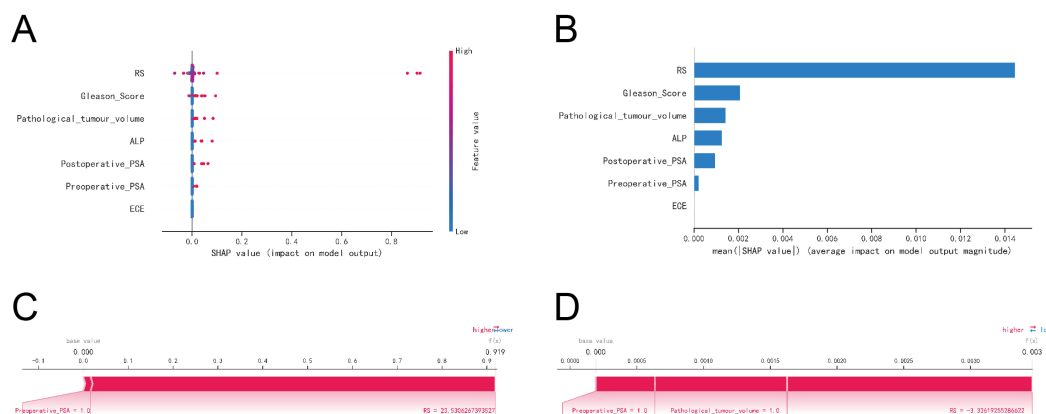 A
High
RS
Gleason_Score
Pathological_tumour_volume
ALP
Postoperative_PSA
Preoperative_PSA
ECE
Feature value
Low
0.0 0.2 0.4 0.6 0.8
SHAP value (impact on model output)
B
RS
Gleason_Score
Pathological_tumour_volume
ALP
Postoperative_PSA
Preoperative_PSA
ECE
0.000 0.002 0.004 0.006 0.008 0.010 0.012 0.014
mean(|SHAP value|) (average impact on model output magnitude)
C
higher
lower
base value f(x)
0.000 0.919
-0.1 0.0 0.1 0.2 0.3 0.4 0.5 0.6 0.7 0.8 0.9
Preoperative_PSA = 1.0 RS = 23.5306267393527
D
higher
base value f(x)
0.000 0.003
0.0000 0.0005 0.0010 0.0015 0.0020 0.0025 0.0030
Preoperative_PSA = 1.0 Pathological_tumour_volume = 1.0 RS = -3.33619255286622